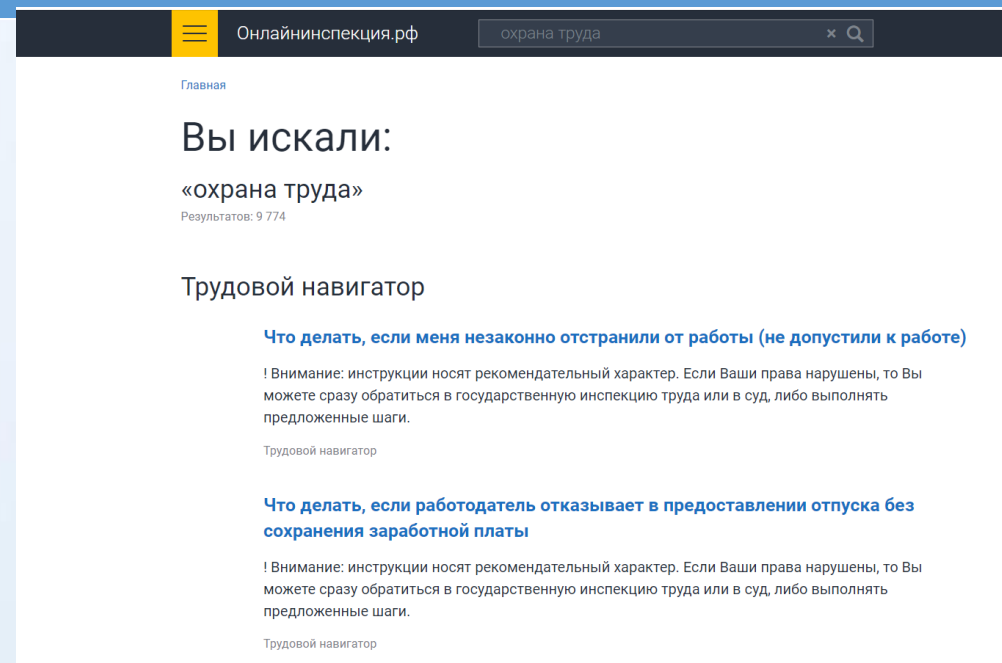 Онлайнинспекция.рф
охрана труда
Главная
Вы искали:
«охрана труда»
Результатов: 9 774
Трудовой навигатор
Что делать, если меня незаконно отстранили от работы (не допустили к работе)
! Внимание: инструкции носят рекомендательный характер. Если Ваши права нарушены, то Вы
можете сразу обратиться в государственную инспекцию труда или в суд, либо выполнять
предложенные шаги.
Трудовой навигатор
Что делать, если работодатель отказывает в предоставлении отпуска без
сохранения заработной платы
! Внимание: инструкции носят рекомендательный характер. Если Ваши права нарушены, то Вы
можете сразу обратиться в государственную инспекцию труда или в суд, либо выполнять
предложенные шаги.
Трудовой навигатор